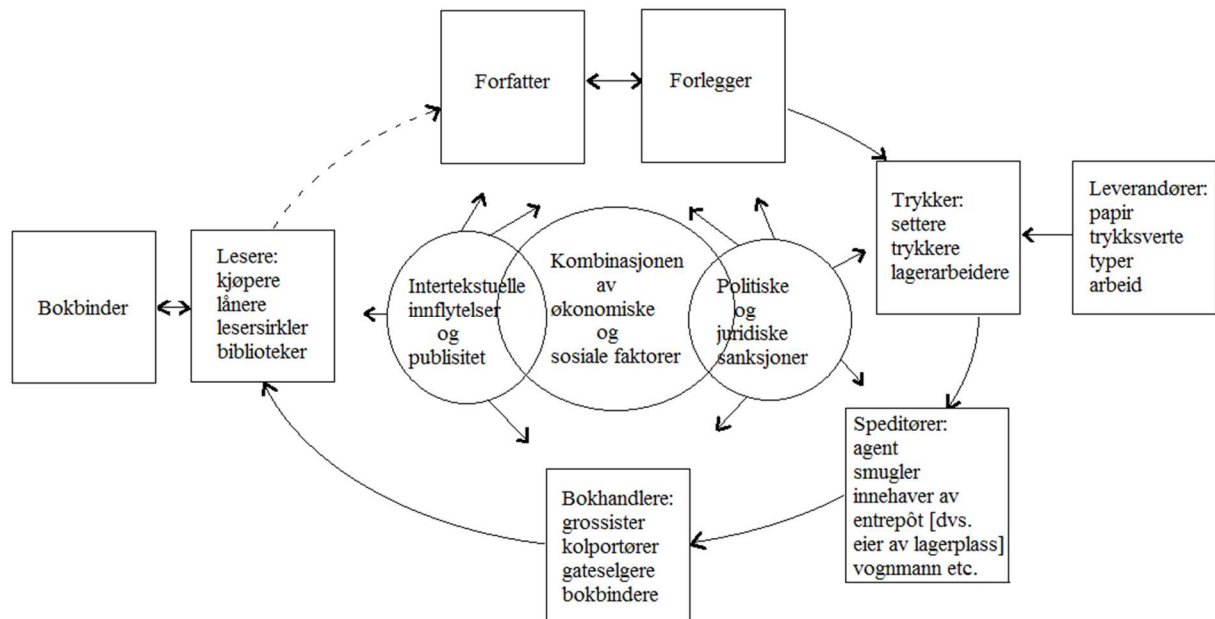 Forfatter
Forlegger
Trykker:
settere
trykkere
lagerarbeidere
Leverandører:
papir
trykksverte
typer
arbeid
Bokbinder
Lesere:
kjøpere
lånere
lesersirkler
biblioteker
Intertekstuelle
innflytelser
og
publisitet
Kombinasjonen
av
økonomiske
og
sosiale faktorer
Politiske
og
juridiske
sanksjoner
Speditører:
agent
smugler
innehaver av
entrepôt [dvs.
eier av lagerplass]
vognmann etc.
Bokhandlere:
grossister
kolportører
gateselgere
bokbindere